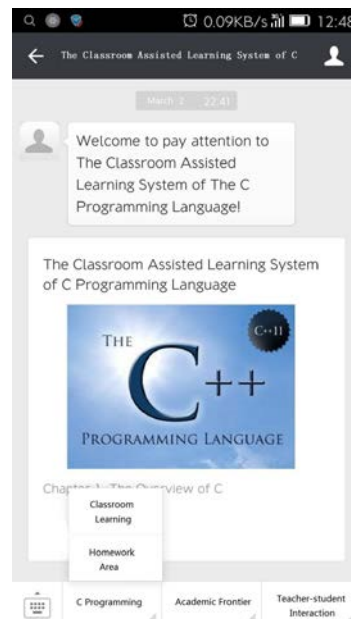 0.09KB/s 12:48
The Classroom Assisted Learning System of C
March 2 22:41
Welcome to pay attention to
The Classroom Assisted
Learning System of The C
Programming Language!
The Classroom Assisted Learning System
of C Programming Language
THE
C++11
C++
PROGRAMMING LANGUAGE
Chapter 1 The Overview of C
Classroom
Learning
Homework
Area
C Programming
Academic Frontier
Teacher-student
Interaction